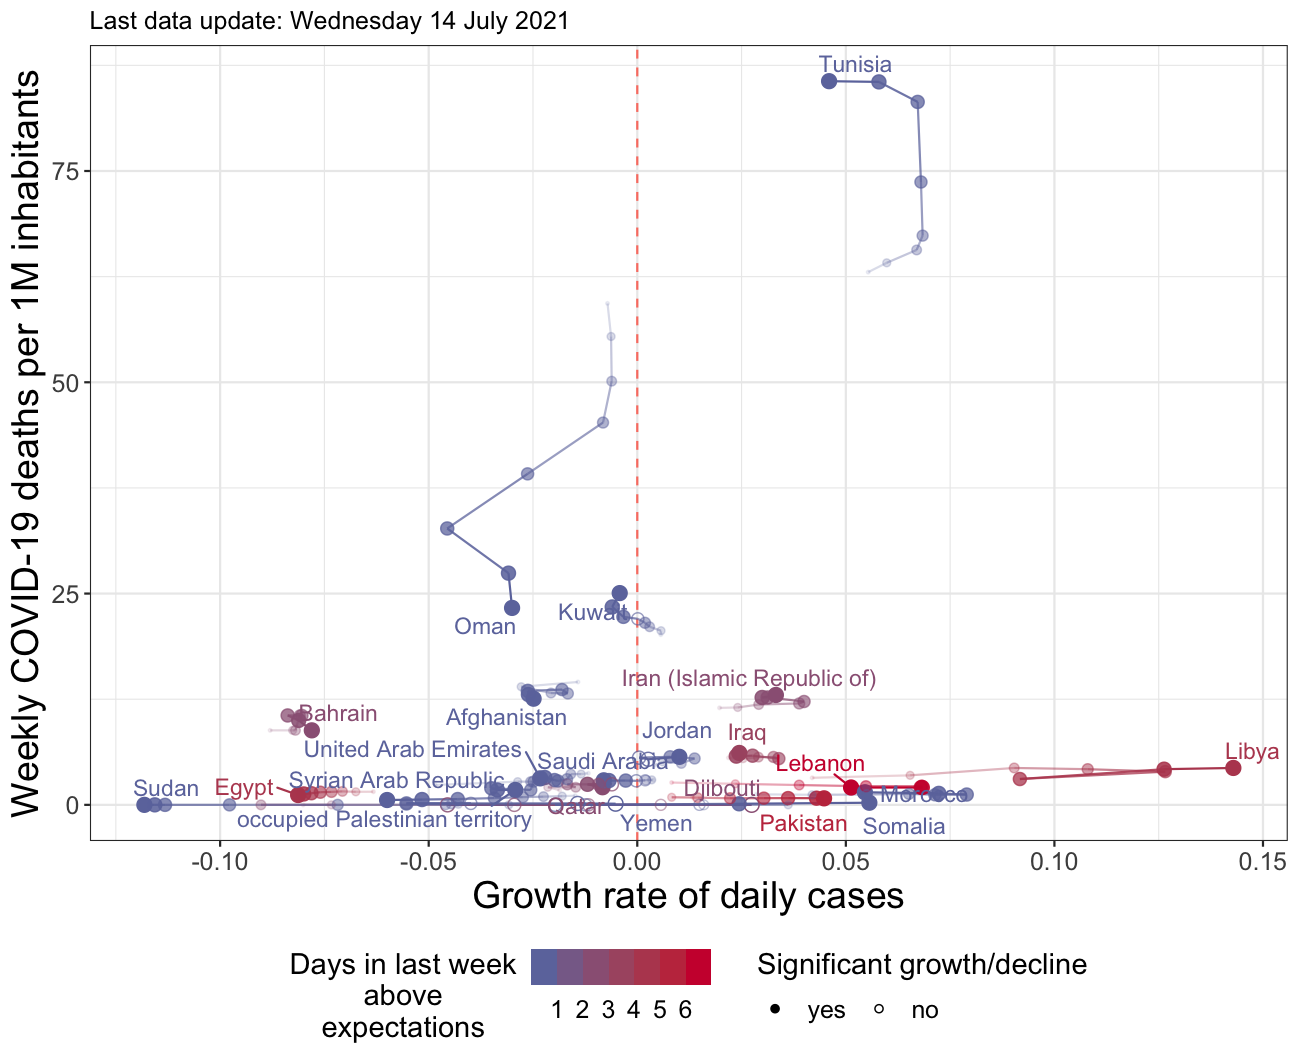 Last data update: Wednesday 14 July 2021
Weekly COVID-19 deaths per 1M inhabitants
75
50
25
0
Tunisia
Oman
Kuwait
Iran (Islamic Republic of)
Bahrain
Afghanistan
Jordan
Iraq
United Arab Emirates
Saudi Arabia
Libya
Lebanon
Sudan
Egypt
Syrian Arab Republic
Djibouti
Morocco
Qatar
occupied Palestinian territory
Yemen
Pakistan
Somalia
-0.10
-0.05
0.00
0.05
0.10
0.15
Growth rate of daily cases
Days in last week
above
expectations
1 2 3 4 5 6
Significant growth/decline
yes
no